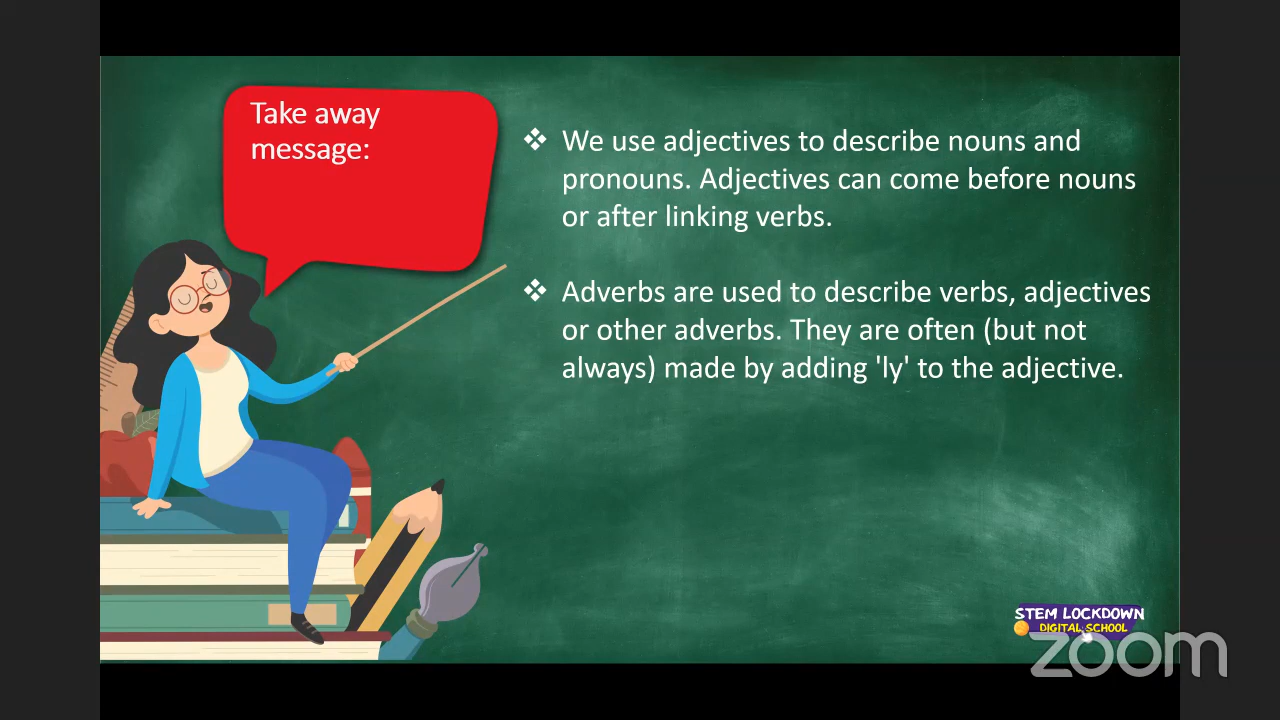 Take away
message:
We use adjectives to describe nouns and
pronouns. Adjectives can come before nouns
or after linking verbs.
Adverbs are used to describe verbs, adjectives
or other adverbs. They are often (but not
always) made by adding 'ly' to the adjective.
STEM LOCKDOWN
DIGITAL SCHOOL
zoom